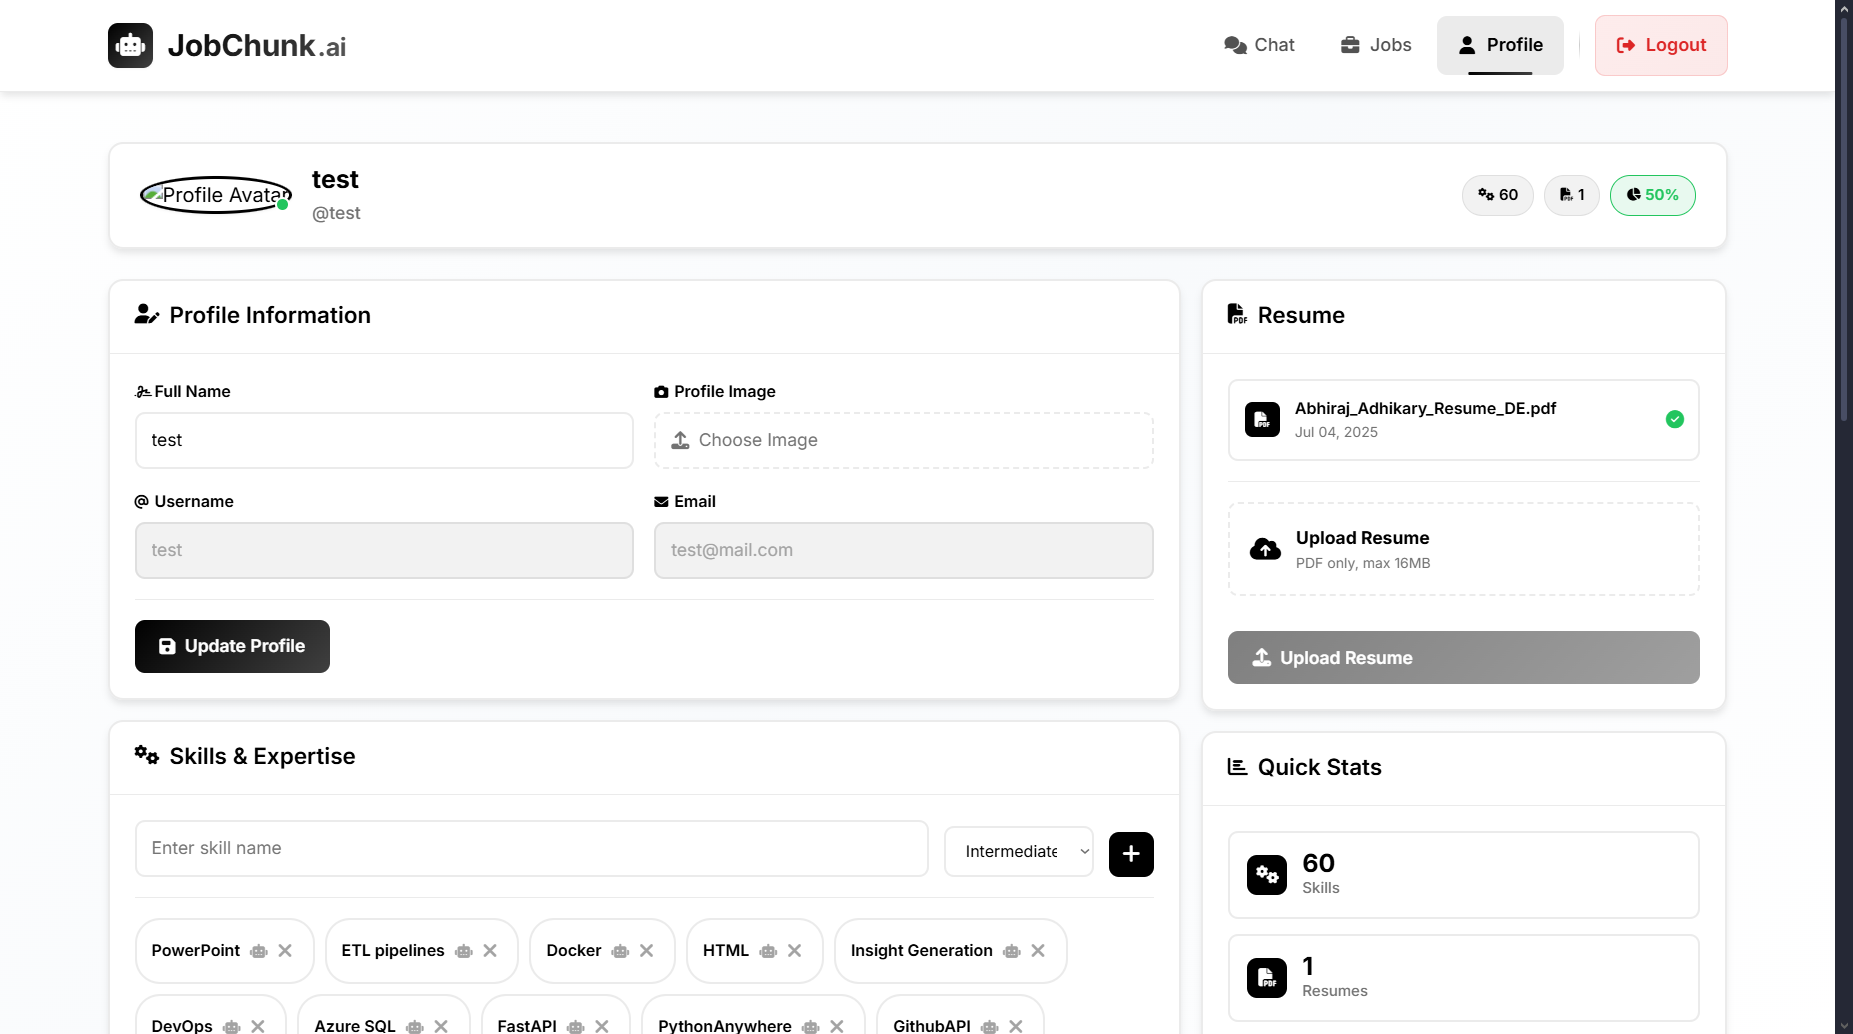 JobChunk.ai
Chat
Jobs
Profile
Logout
Profile Avatar
test
@test
60
1
50%
Profile Information
Full Name
test
Profile Image
Choose Image
Username
test
Email
test@mail.com
Update Profile
Resume
Abhiraj_Adhikary_Resume_DE.pdf
Jul 04, 2025
Upload Resume
PDF only, max 16MB
Upload Resume
Skills & Expertise
Enter skill name
Intermediate
PowerPoint
ETL pipelines
Docker
HTML
Insight Generation
DevOps
Azure SQL
FastAPI
PythonAnywhere
GithubAPI
Quick Stats
60
Skills
1
Resumes